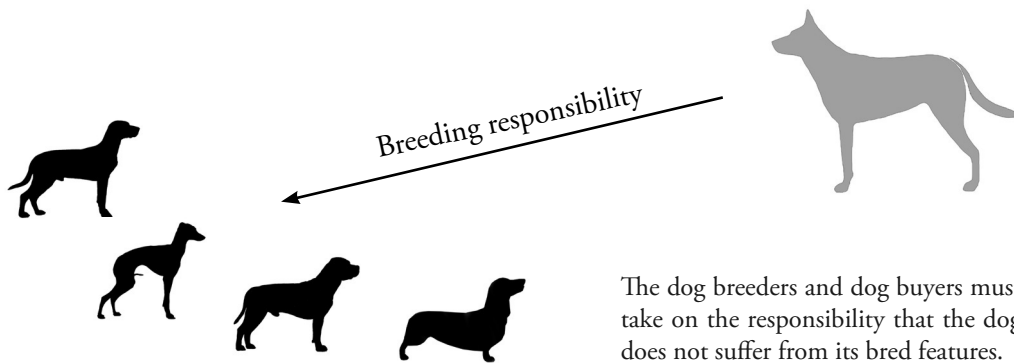 Breeding responsibility
The dog breeders and dog buyers mus
take on the responsibility that the dog
does not suffer from its bred features.